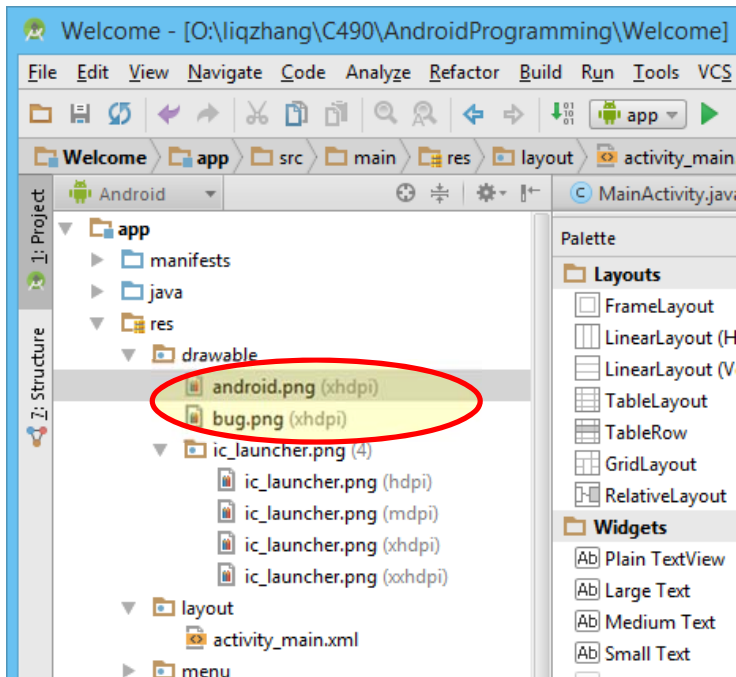 Welcome - [O:\liqzhang\C490\AndroidProgramming\Welcome]
File Edit View Navigate Code Analyze Refactor Build Run Tools VCS
app
Welcome app src main res layout activity_main
1: Project
7: Structure
Android
MainActivity.java
app
manifests
java
res
drawable
android.png (xhdpi)
bug.png (xhdpi)
ic_launcher.png (4)
ic_launcher.png (hdpi)
ic_launcher.png (mdpi)
ic_launcher.png (xhdpi)
ic_launcher.png (xxhdpi)
layout
activity_main.xml
menu
Palette
Layouts
FrameLayout
LinearLayout (H
LinearLayout (V
TableLayout
TableRow
GridLayout
RelativeLayout
Widgets
Ab Plain TextView
Ab Large Text
Ab Medium Text
Ab Small Text